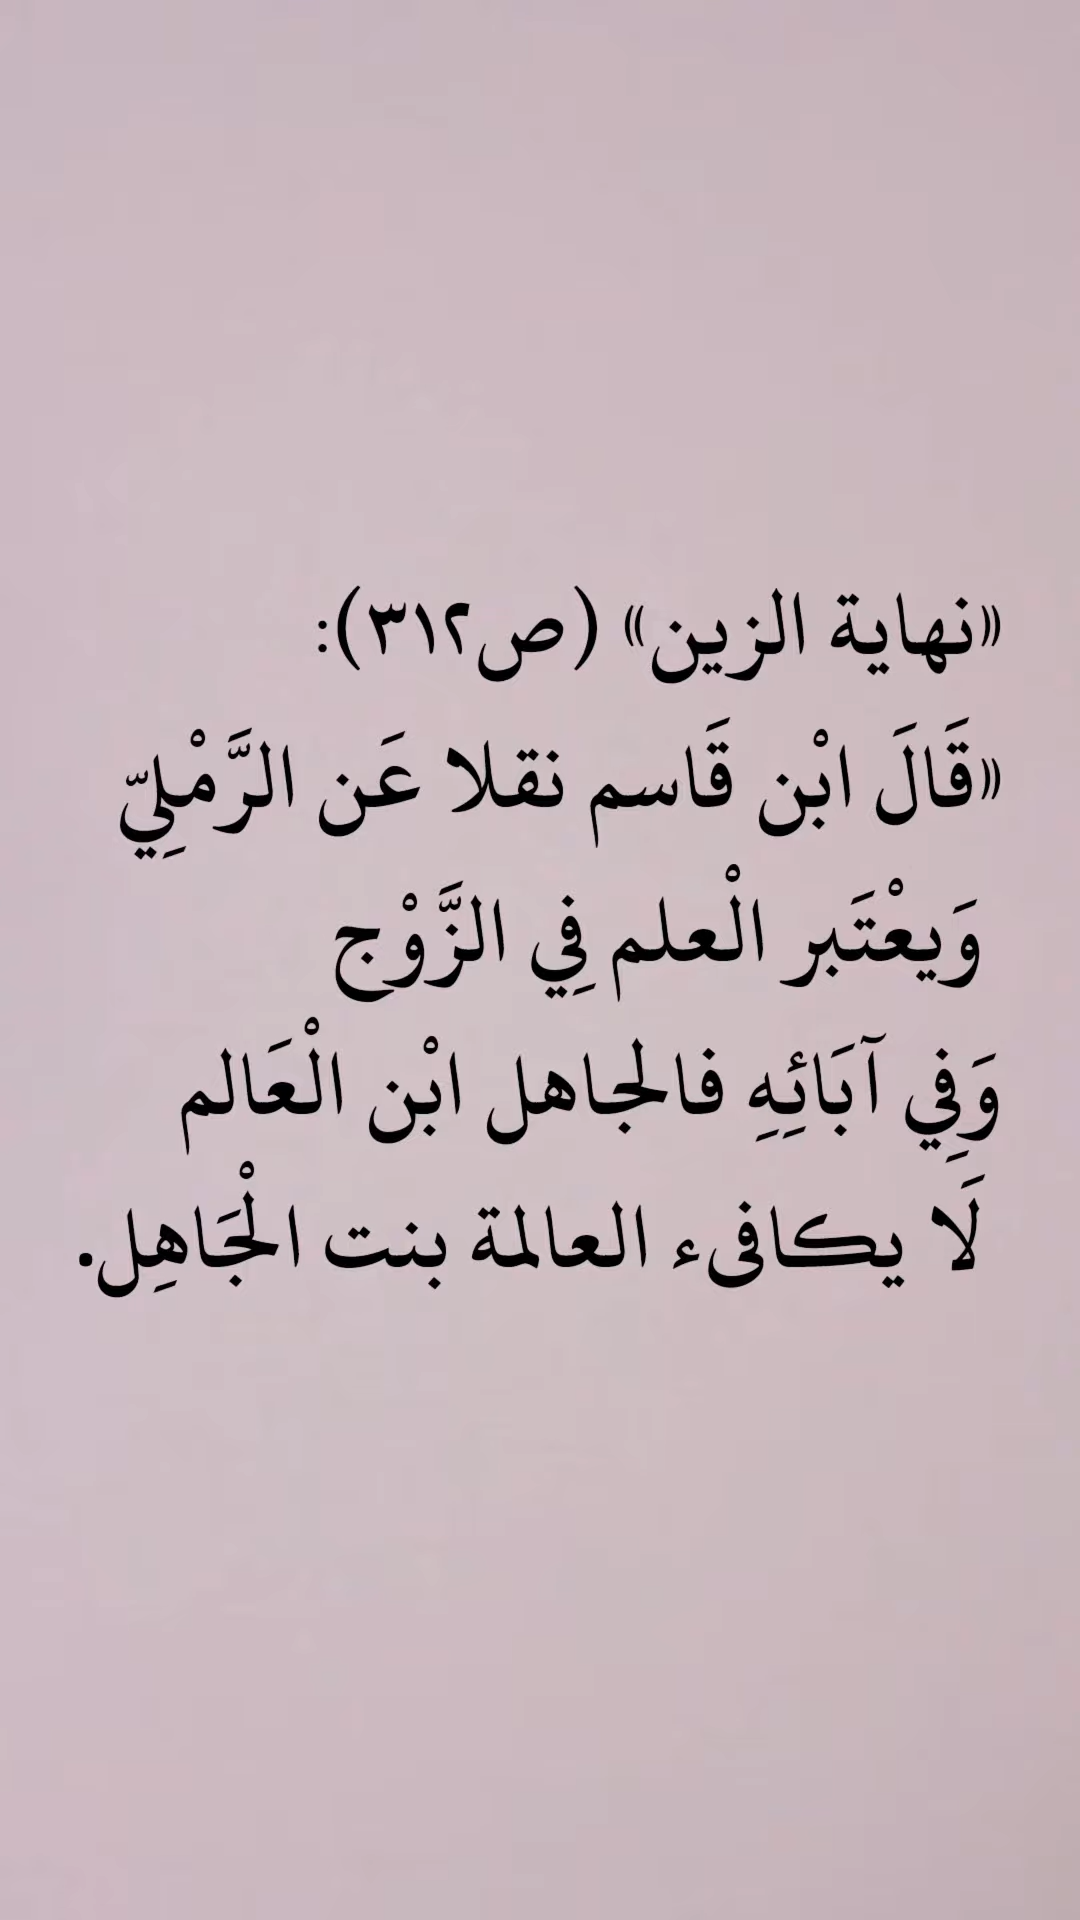 «نهاية الزين» (ص٣١٢):
«قَالَ ابْن قَاسم نقلا عَن الرَّمْلِيّ
وَيعْتَبر الْعلم فِي الزَّوْج
وَفِي آبَائِهِ فالجاهل ابْن الْعَالم
لَا يكافىء العالمة بنت الْجَاهِل.